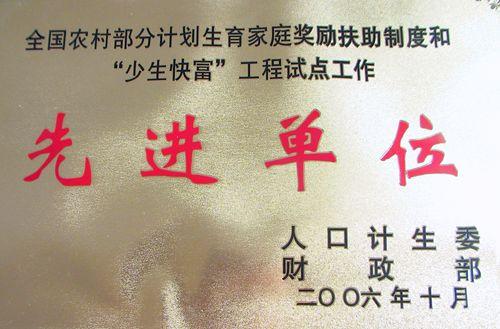 全国农村部分计划生育家庭奖励扶助制度和
“少生快富”工程试点工作
先进单位
人口计生委
财政部
二〇〇六年十月